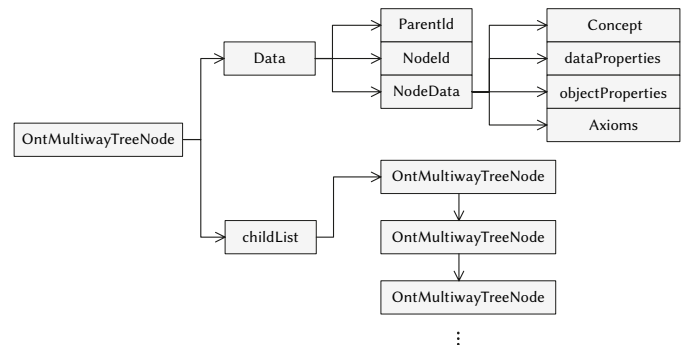 ParentId
Concept
Data
NodeId
dataProperties
NodeData
objectProperties
Axioms
OntMultiwayTreeNode
OntMultiwayTreeNode
childList
OntMultiwayTreeNode
OntMultiwayTreeNode
⋮